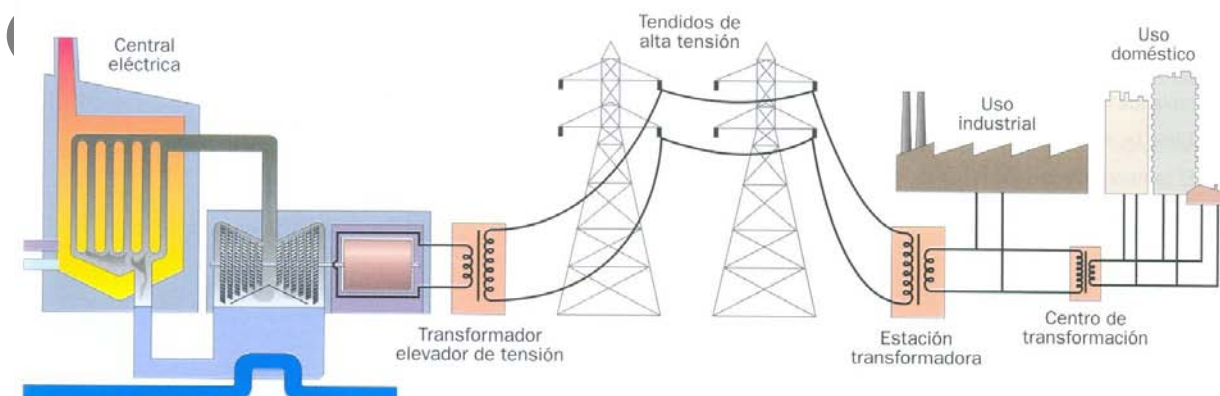 Central
eléctrica
Tendidos de
alta tensión
Uso
industrial
Uso
doméstico
Transformador
elevador de tensión
Estación
transformadora
Centro de
transformación